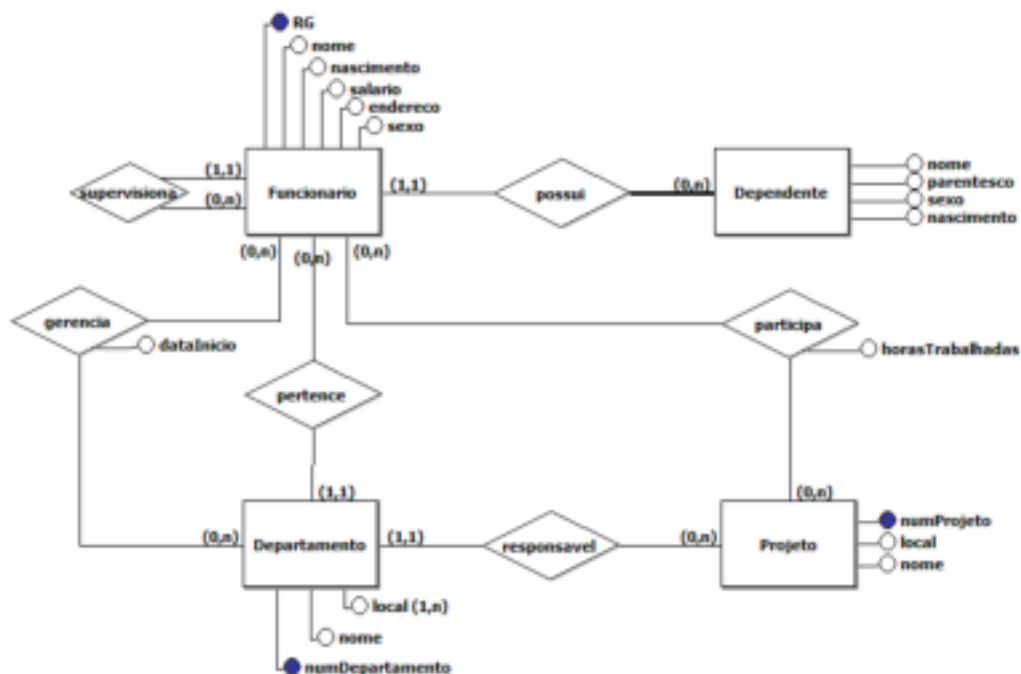 RG
nome
nascimento
salario
endereco
sexo
(1,1)
supervisiona
(0,n)
Funcionario
(1,1)
possui
(0,n)
Dependente
nome
parentesco
sexo
nascimento
(0,n)
(0,n)
(0,n)
gerencia
dataInicio
participa
horasTrabalhadas
pertence
(1,1)
(0,n)
(0,n)
Departamento
(1,1)
responsavel
(0,n)
Projeto
numProjeto
local
nome
local (1,n)
nome
numDepartamento